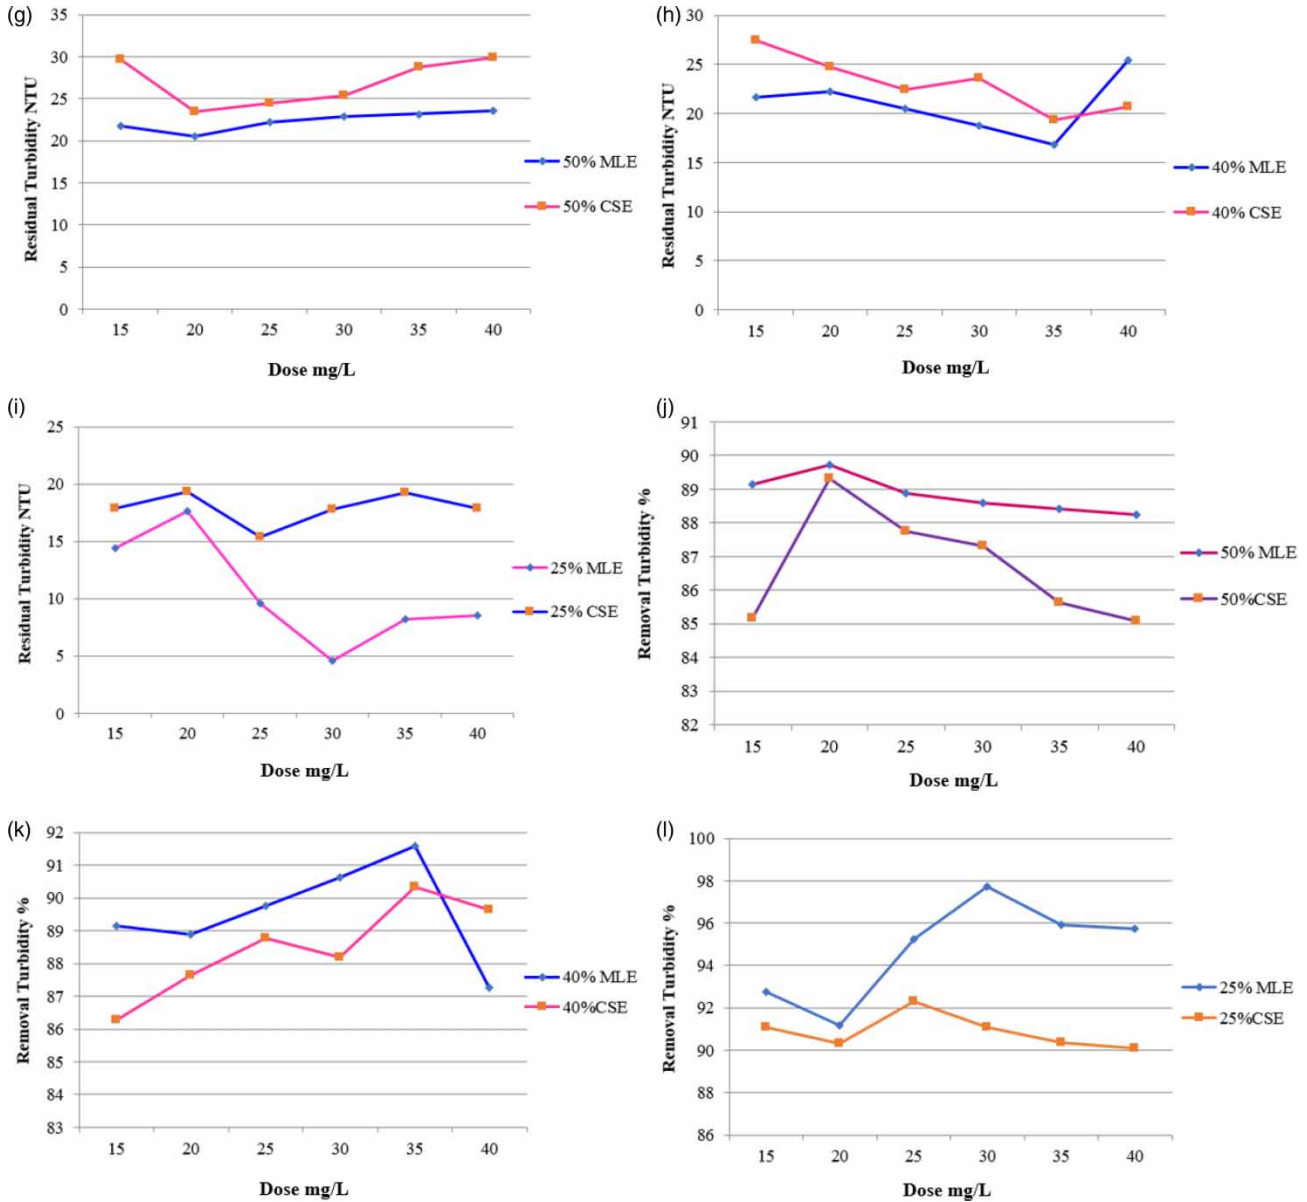 (g)
35
30
25
20
15
10
5
0
Residual Turbidity NTU
15 20 25 30 35 40
Dose mg/L
50% MLE
50% CSE
(h)
30
25
20
15
10
5
0
Residual Turbidity NTU
15 20 25 30 35 40
Dose mg/L
40% MLE
40% CSE
(i)
25
20
15
10
5
0
Residual Turbidity NTU
15 20 25 30 35 40
Dose mg/L
25% MLE
25% CSE
(j)
91
90
89
88
87
86
85
84
83
82
Removal Turbidity %
15 20 25 30 35 40
Dose mg/L
50% MLE
50%CSE
(k)
92
91
90
89
88
87
86
85
84
83
Removal Turbidity %
15 20 25 30 35 40
Dose mg/L
40% MLE
40%CSE
(l)
100
98
96
94
92
90
88
86
Removal Turbidity %
15 20 25 30 35 40
Dose mg/L
25% MLE
25%CSE